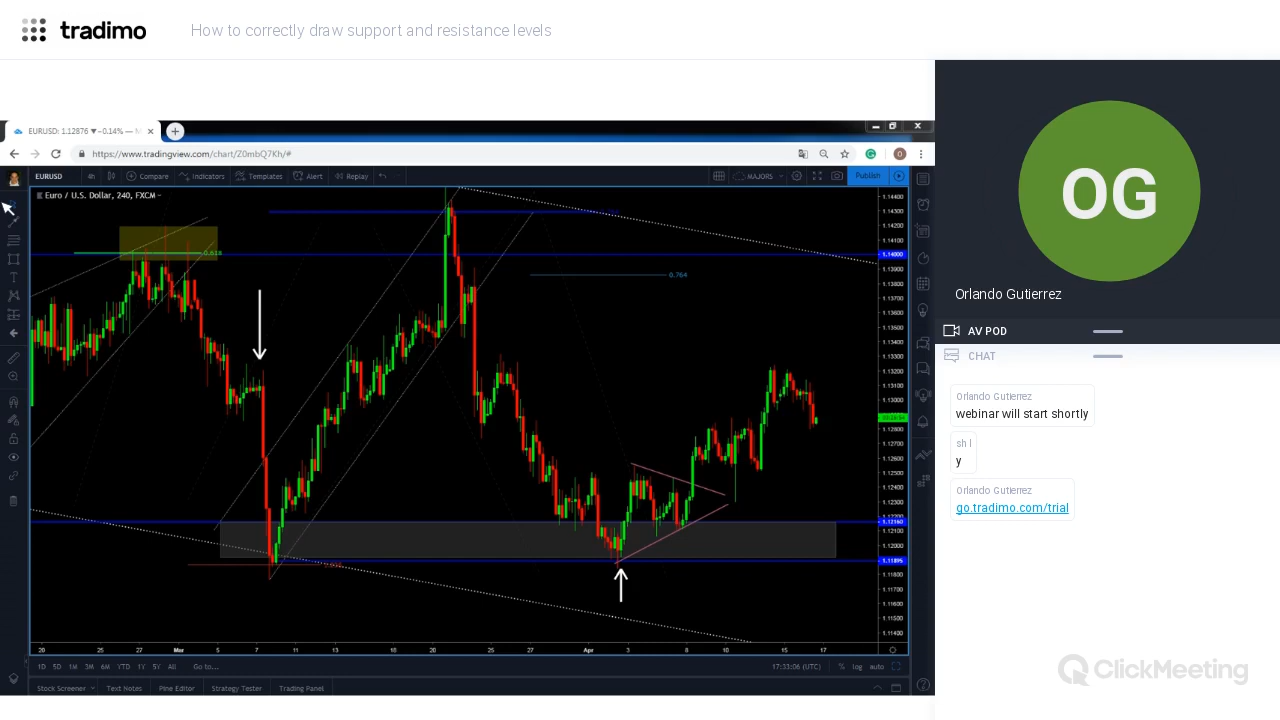 tradimo
How to correctly draw support and resistance levels
EURUSD: 1.12876 ▼−0.14% —
https://www.tradingview.com/chart/Z0mbQ7Kh/#
EURUSD 4h Compare Indicators Templates Alert Replay MAJORS Publish
Euro / U.S. Dollar, 240, FXCM
1.14400
1.14300
1.14210
1.14100
1.14000
1.13900
1.13780
1.13700
1.13600
1.13500
1.13420
1.13300
1.13200
1.13100
1.13000
1.12800
1.12700
1.12600
1.12500
1.12400
1.12300
1.12200
1.12160
1.12100
1.12000
1.11895
1.11800
1.11700
1.11600
1.11500
1.11400
0.618
0.764
20 25 27 Mar 5 7 11 13 18 20 25 27 Apr 3 8 10 15 17
1D 5D 1M 3M 6M YTD 1Y 5Y All Go to... 17:33:06 (UTC) % log auto
Stock Screener Text Notes Pine Editor Strategy Tester Trading Panel
OG
Orlando Gutierrez
AV POD
CHAT
Orlando Gutierrez
webinar will start shortly
sh l
y
Orlando Gutierrez
go.tradimo.com/trial
ClickMeeting